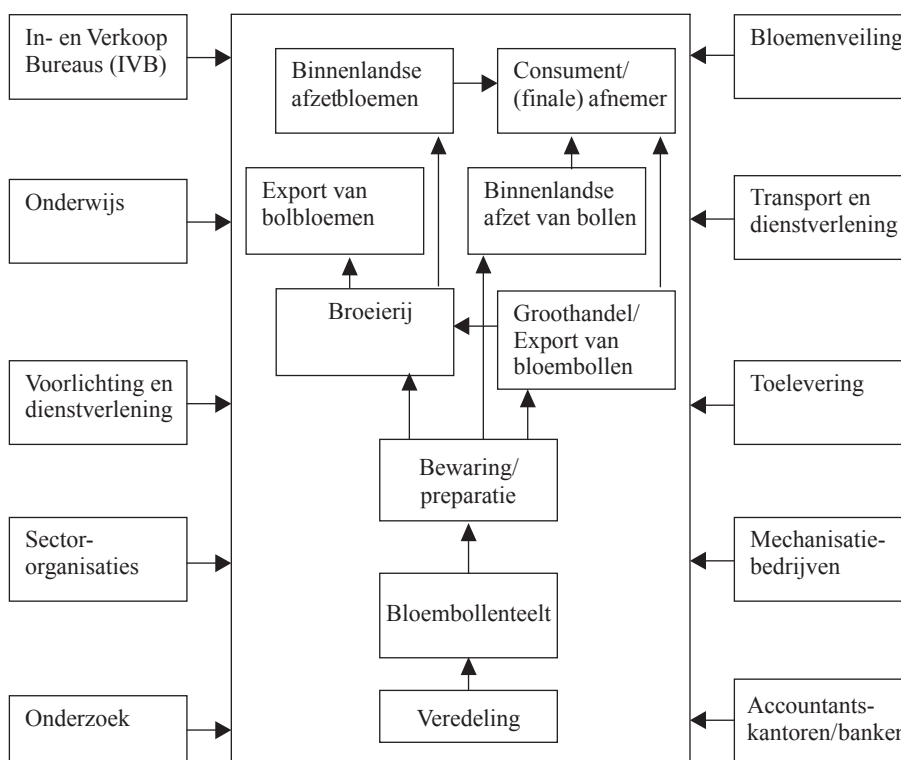 In- en Verkoop
Bureaus (IVB)
Onderwijs
Voorlichting en
dienstverlening
Sector-
organisaties
Onderzoek
Binnenlandse
afzetbloemen
Consument/
(finale) afnemer
Export van
bolbloemen
Binnenlandse
afzet van bollen
Broeierij
Groothandel/
Export van
bloembollen
Bewaring/
preparatie
Bloembollenteelt
Veredeling
Bloemenveiling
Transport en
dienstverlening
Toelevering
Mechanisatie-
bedrijven
Accountants-
kantoren/banken